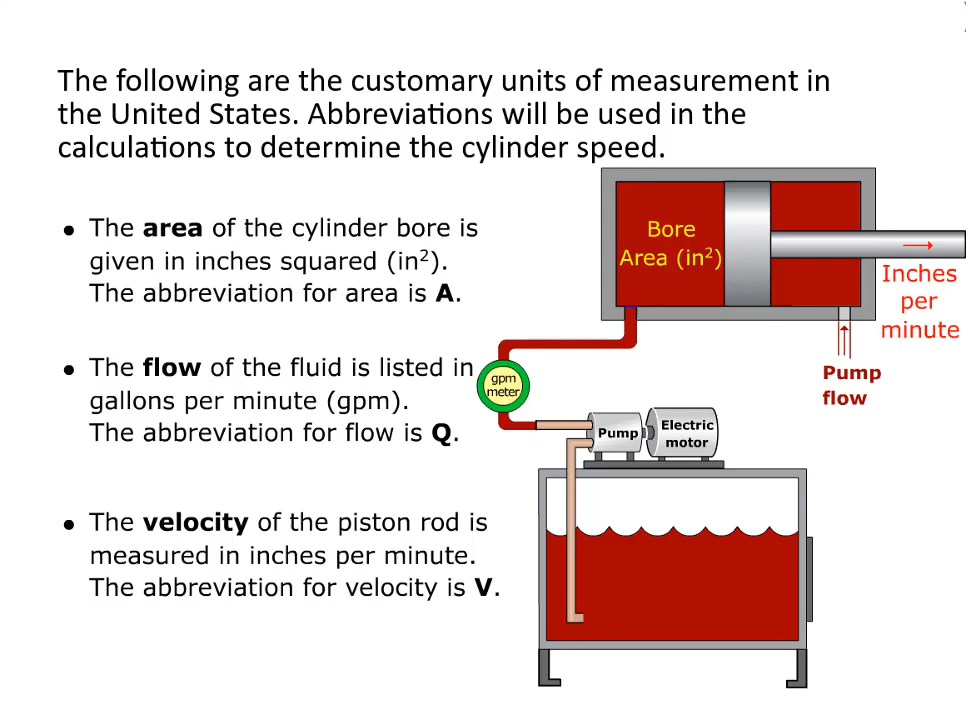 The following are the customary units of measurement in
the United States. Abbreviations will be used in the
calculations to determine the cylinder speed.
● The area of the cylinder bore is
given in inches squared (in²).
The abbreviation for area is A.
● The flow of the fluid is listed in
gallons per minute (gpm).
The abbreviation for flow is Q.
● The velocity of the piston rod is
measured in inches per minute.
The abbreviation for velocity is V.
Bore
Area (in²)
Inches
per
minute
Pump
flow
gpm
meter
Pump
Electric
motor